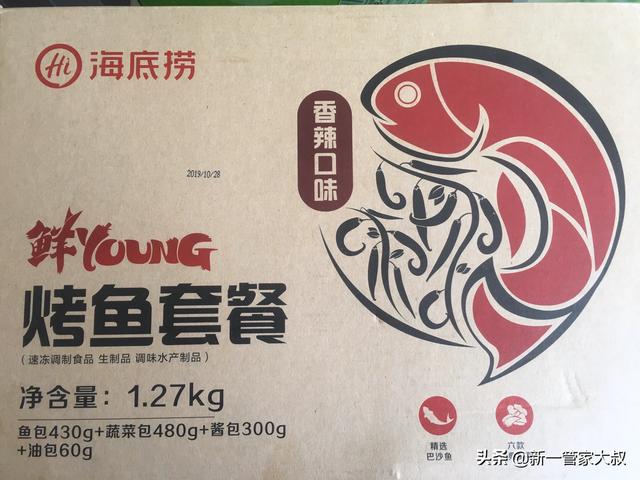 Hi 海底捞
香辣口味
2019/10/28
鲜YOUNG
烤鱼套餐
（速冻调制食品 生制品 调味水产制品）
净含量：1.27kg
鱼包430g+蔬菜包480g+酱包300g
+油包60g
精选
巴沙鱼
六款
头条 @新一管家大叔